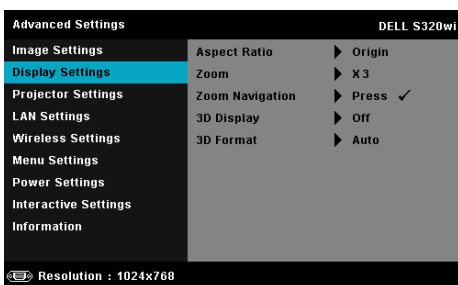 Advanced Settings DELL S320wi
Image Settings Aspect Ratio Origin
Display Settings Zoom X3
Projector Settings Zoom Navigation Press ✓
LAN Settings 3D Display Off
Wireless Settings 3D Format Auto
Menu Settings
Power Settings
Interactive Settings
Information
Resolution : 1024x768